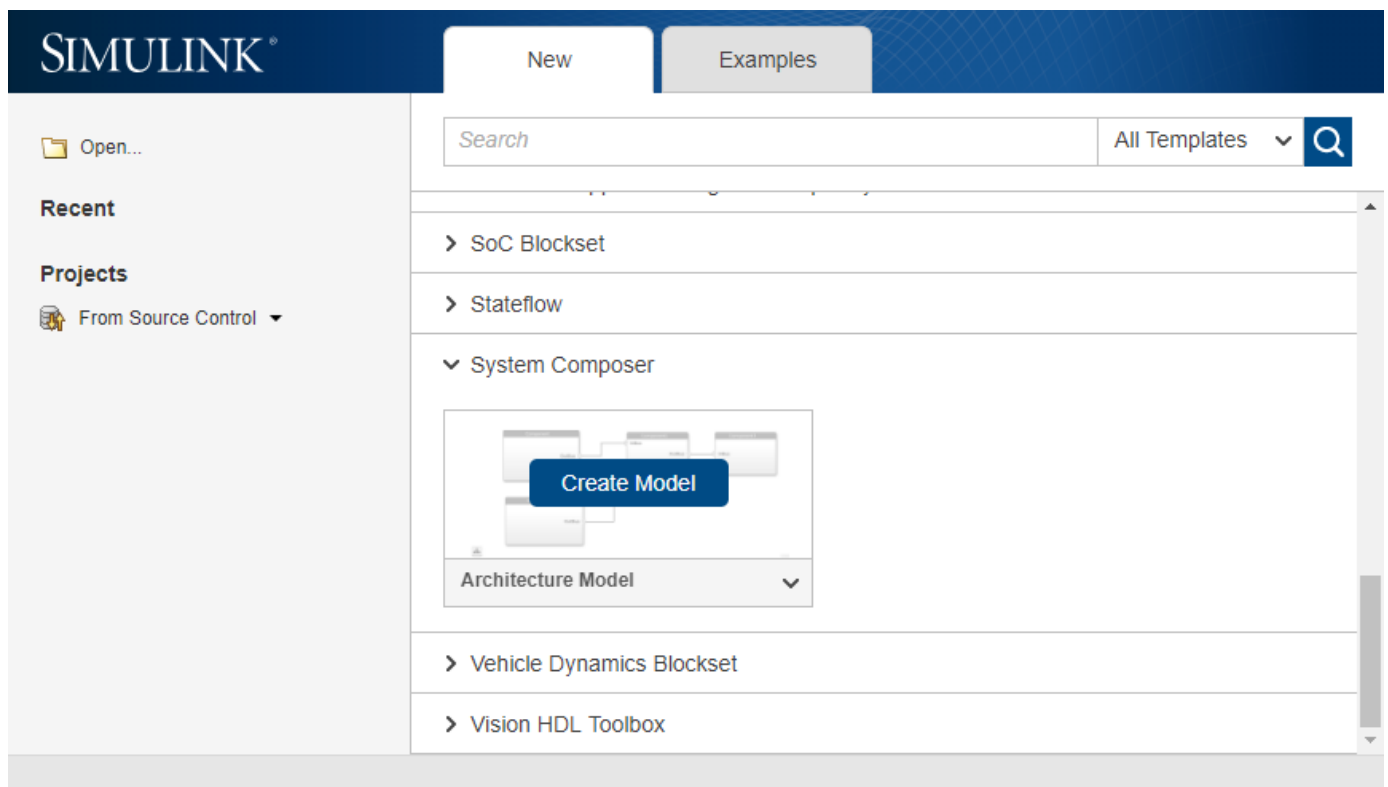 SIMULINK®
New
Examples
Open...
Recent
Projects
From Source Control
Search
All Templates
SoC Blockset
Stateflow
System Composer
Create Model
Architecture Model
Vehicle Dynamics Blockset
Vision HDL Toolbox